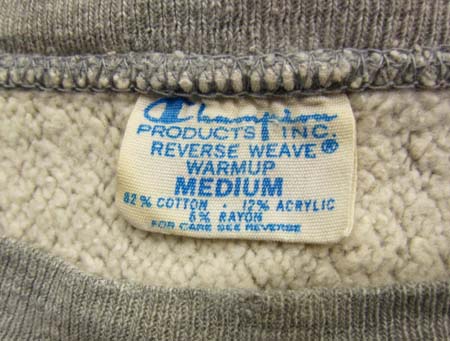 Champion
PRODUCTS INC.
REVERSE WEAVE®
WARMUP
MEDIUM
82% COTTON · 12% ACRYLIC
6% RAYON
FOR CARE SEE REVERSE